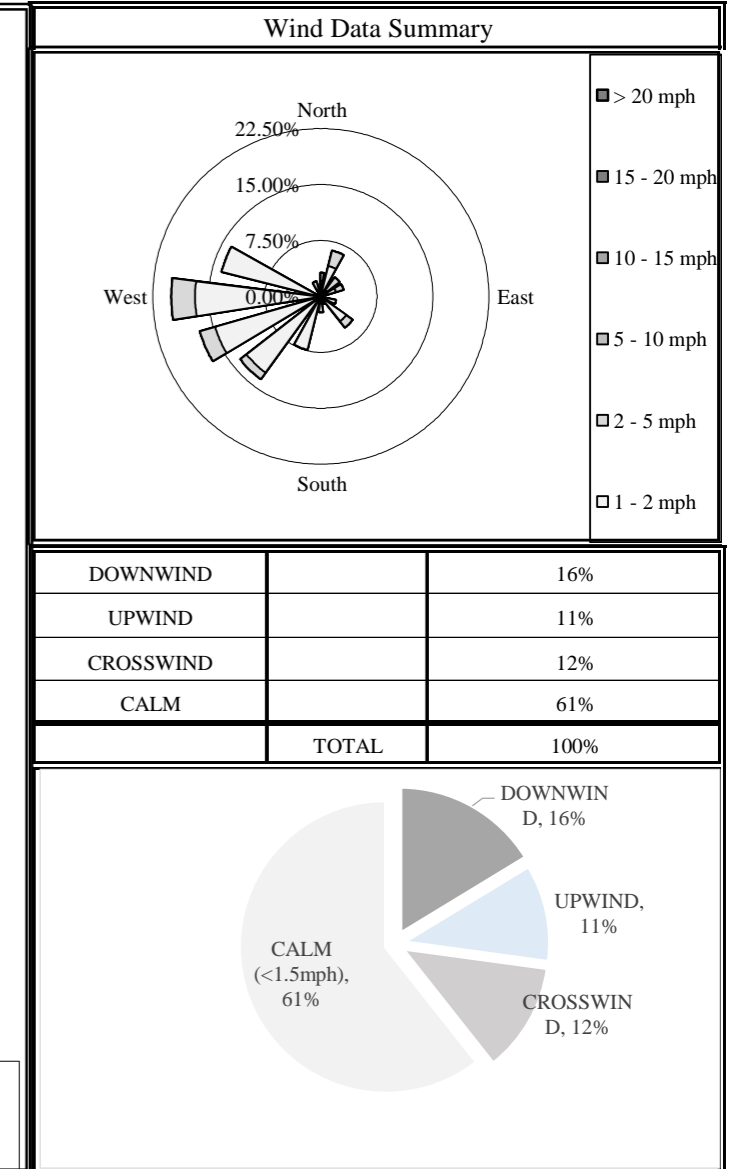 Wind Data Summary
North
22.50%
15.00%
7.50%
0.00%
West
East
South
> 20 mph
15 - 20 mph
10 - 15 mph
5 - 10 mph
2 - 5 mph
1 - 2 mph
DOWNWIND 16%
UPWIND 11%
CROSSWIND 12%
CALM 61%
TOTAL 100%
DOWNWIN
D, 16%
UPWIND,
11%
CROSSWIN
D, 12%
CALM
(<1.5mph),
61%